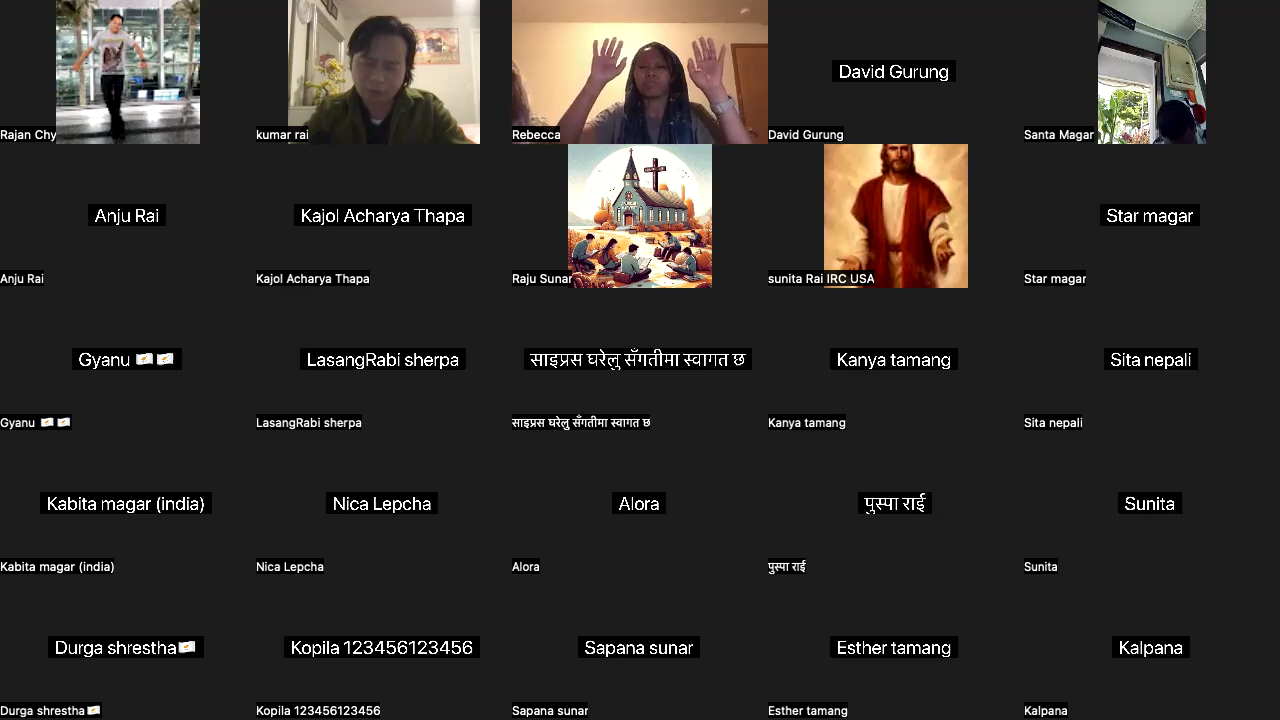 David Gurung
Rajan Chy
kumar rai
Rebecca
David Gurung
Santa Magar
Anju Rai
Kajol Acharya Thapa
Star magar
Anju Rai
Kajol Acharya Thapa
Raju Sunar
sunita Rai IRC USA
Star magar
Gyanu 🇨🇾🇨🇾
LasangRabi sherpa
साइप्रस घरेलु सँगतीमा स्वागत छ
Kanya tamang
Sita nepali
Gyanu 🇨🇾🇨🇾
LasangRabi sherpa
साइप्रस घरेलु सँगतीमा स्वागत छ
Kanya tamang
Sita nepali
Kabita magar (india)
Nica Lepcha
Alora
पुस्पा राई
Sunita
Kabita magar (india)
Nica Lepcha
Alora
पुस्पा राई
Sunita
Durga shrestha🇨🇾
Kopila 123456123456
Sapana sunar
Esther tamang
Kalpana
Durga shrestha🇨🇾
Kopila 123456123456
Sapana sunar
Esther tamang
Kalpana